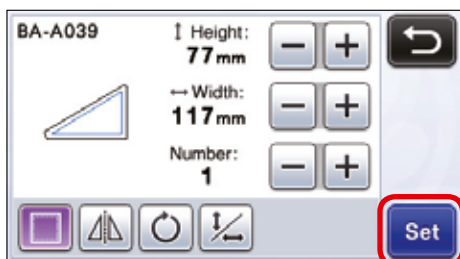 BA-A039
↕ Height:
77mm
↔ Width:
117mm
Number:
1
Set